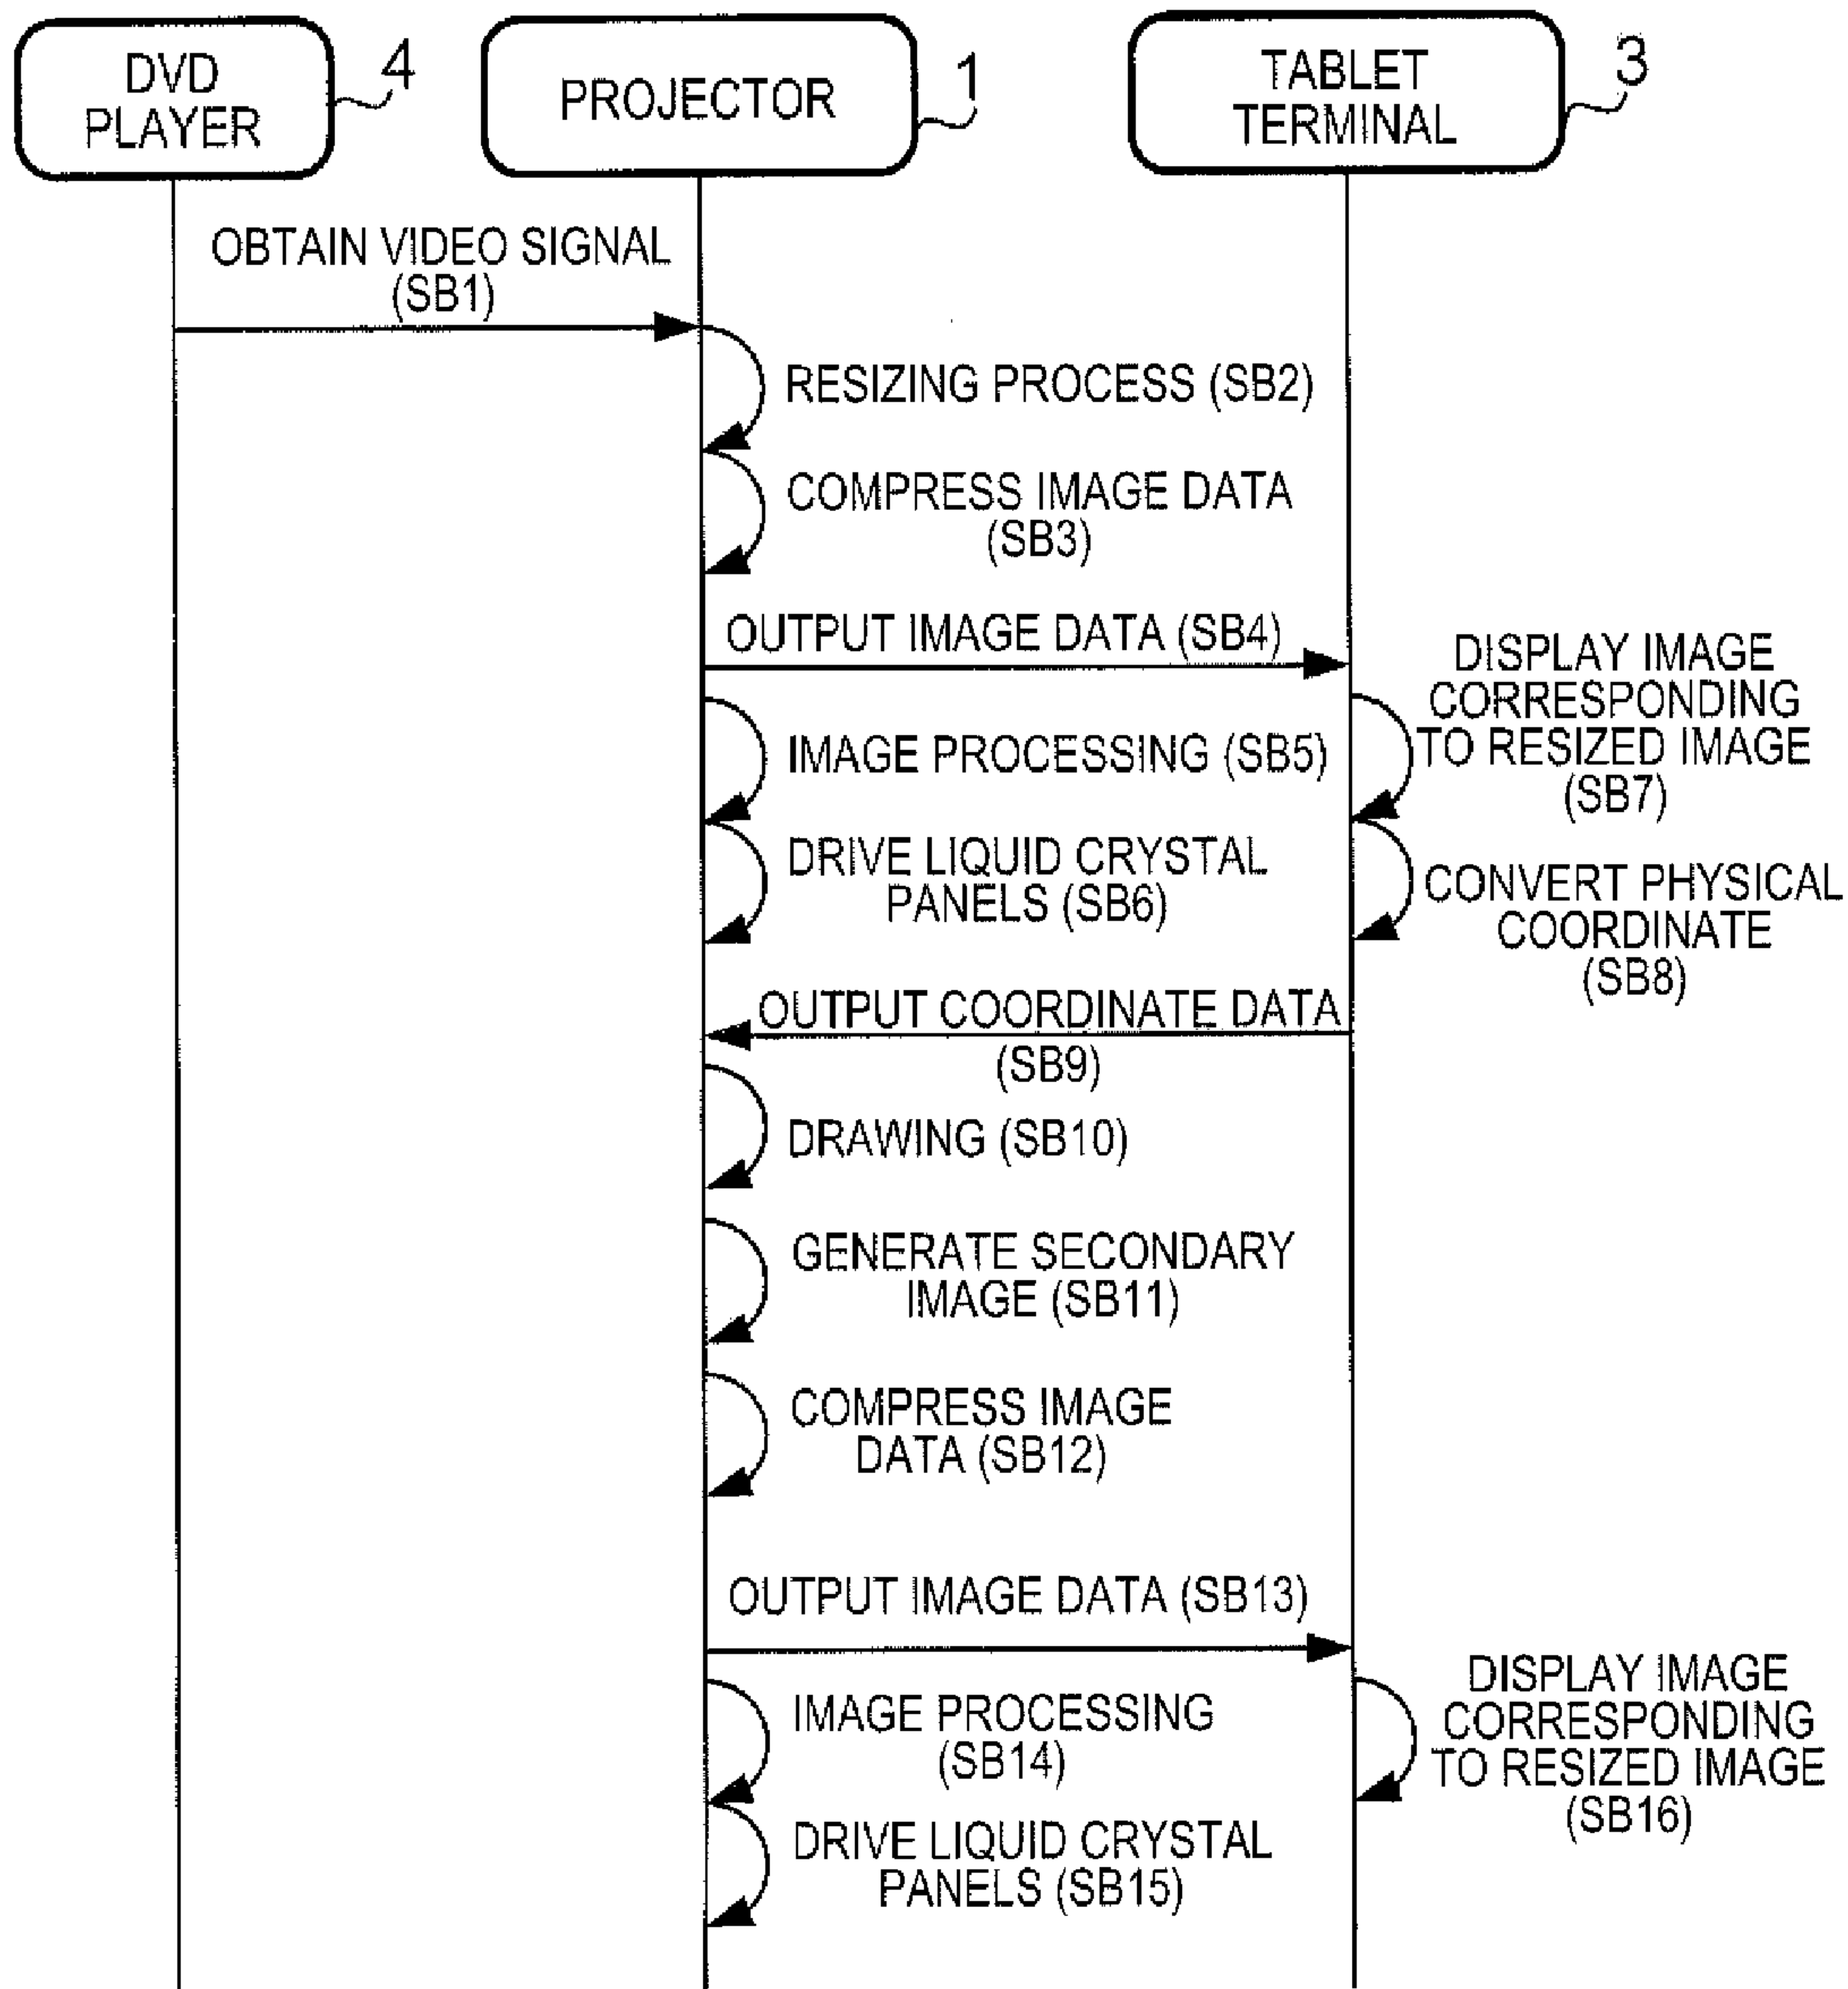 DVD
PLAYER
4
PROJECTOR
1
TABLET
TERMINAL
3
OBTAIN VIDEO SIGNAL
(SB1)
RESIZING PROCESS (SB2)
COMPRESS IMAGE DATA
(SB3)
OUTPUT IMAGE DATA (SB4)
DISPLAY IMAGE
CORRESPONDING
TO RESIZED IMAGE
(SB7)
IMAGE PROCESSING (SB5)
DRIVE LIQUID CRYSTAL
PANELS (SB6)
CONVERT PHYSICAL
COORDINATE
(SB8)
OUTPUT COORDINATE DATA
(SB9)
DRAWING (SB10)
GENERATE SECONDARY
IMAGE (SB11)
COMPRESS IMAGE
DATA (SB12)
OUTPUT IMAGE DATA (SB13)
IMAGE PROCESSING
(SB14)
DISPLAY IMAGE
CORRESPONDING
TO RESIZED IMAGE
(SB16)
DRIVE LIQUID CRYSTAL
PANELS (SB15)